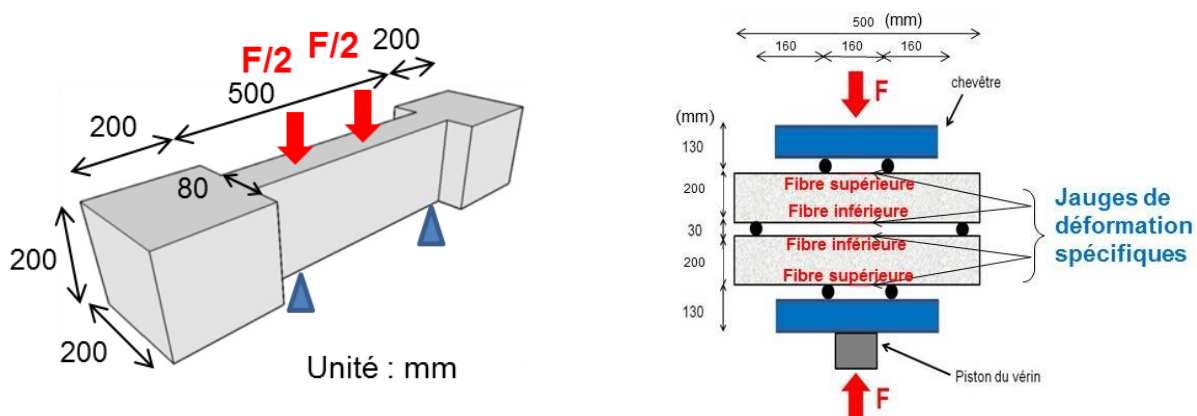 F/2
F/2
200
500
200
80
200
200
Unité : mm
500 (mm)
160
160
160
F
chevêtre
(mm)
130
200
30
200
130
Fibre supérieure
Fibre inférieure
Fibre inférieure
Fibre supérieure
Jauges de
déformation
spécifiques
Piston du vérin
F